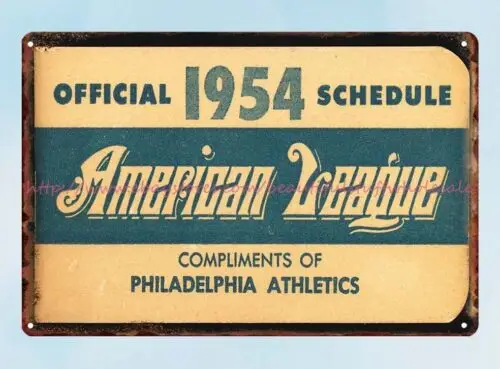 OFFICIAL 1954 SCHEDULE
American League
COMPLIMENTS OF
PHILADELPHIA ATHLETICS